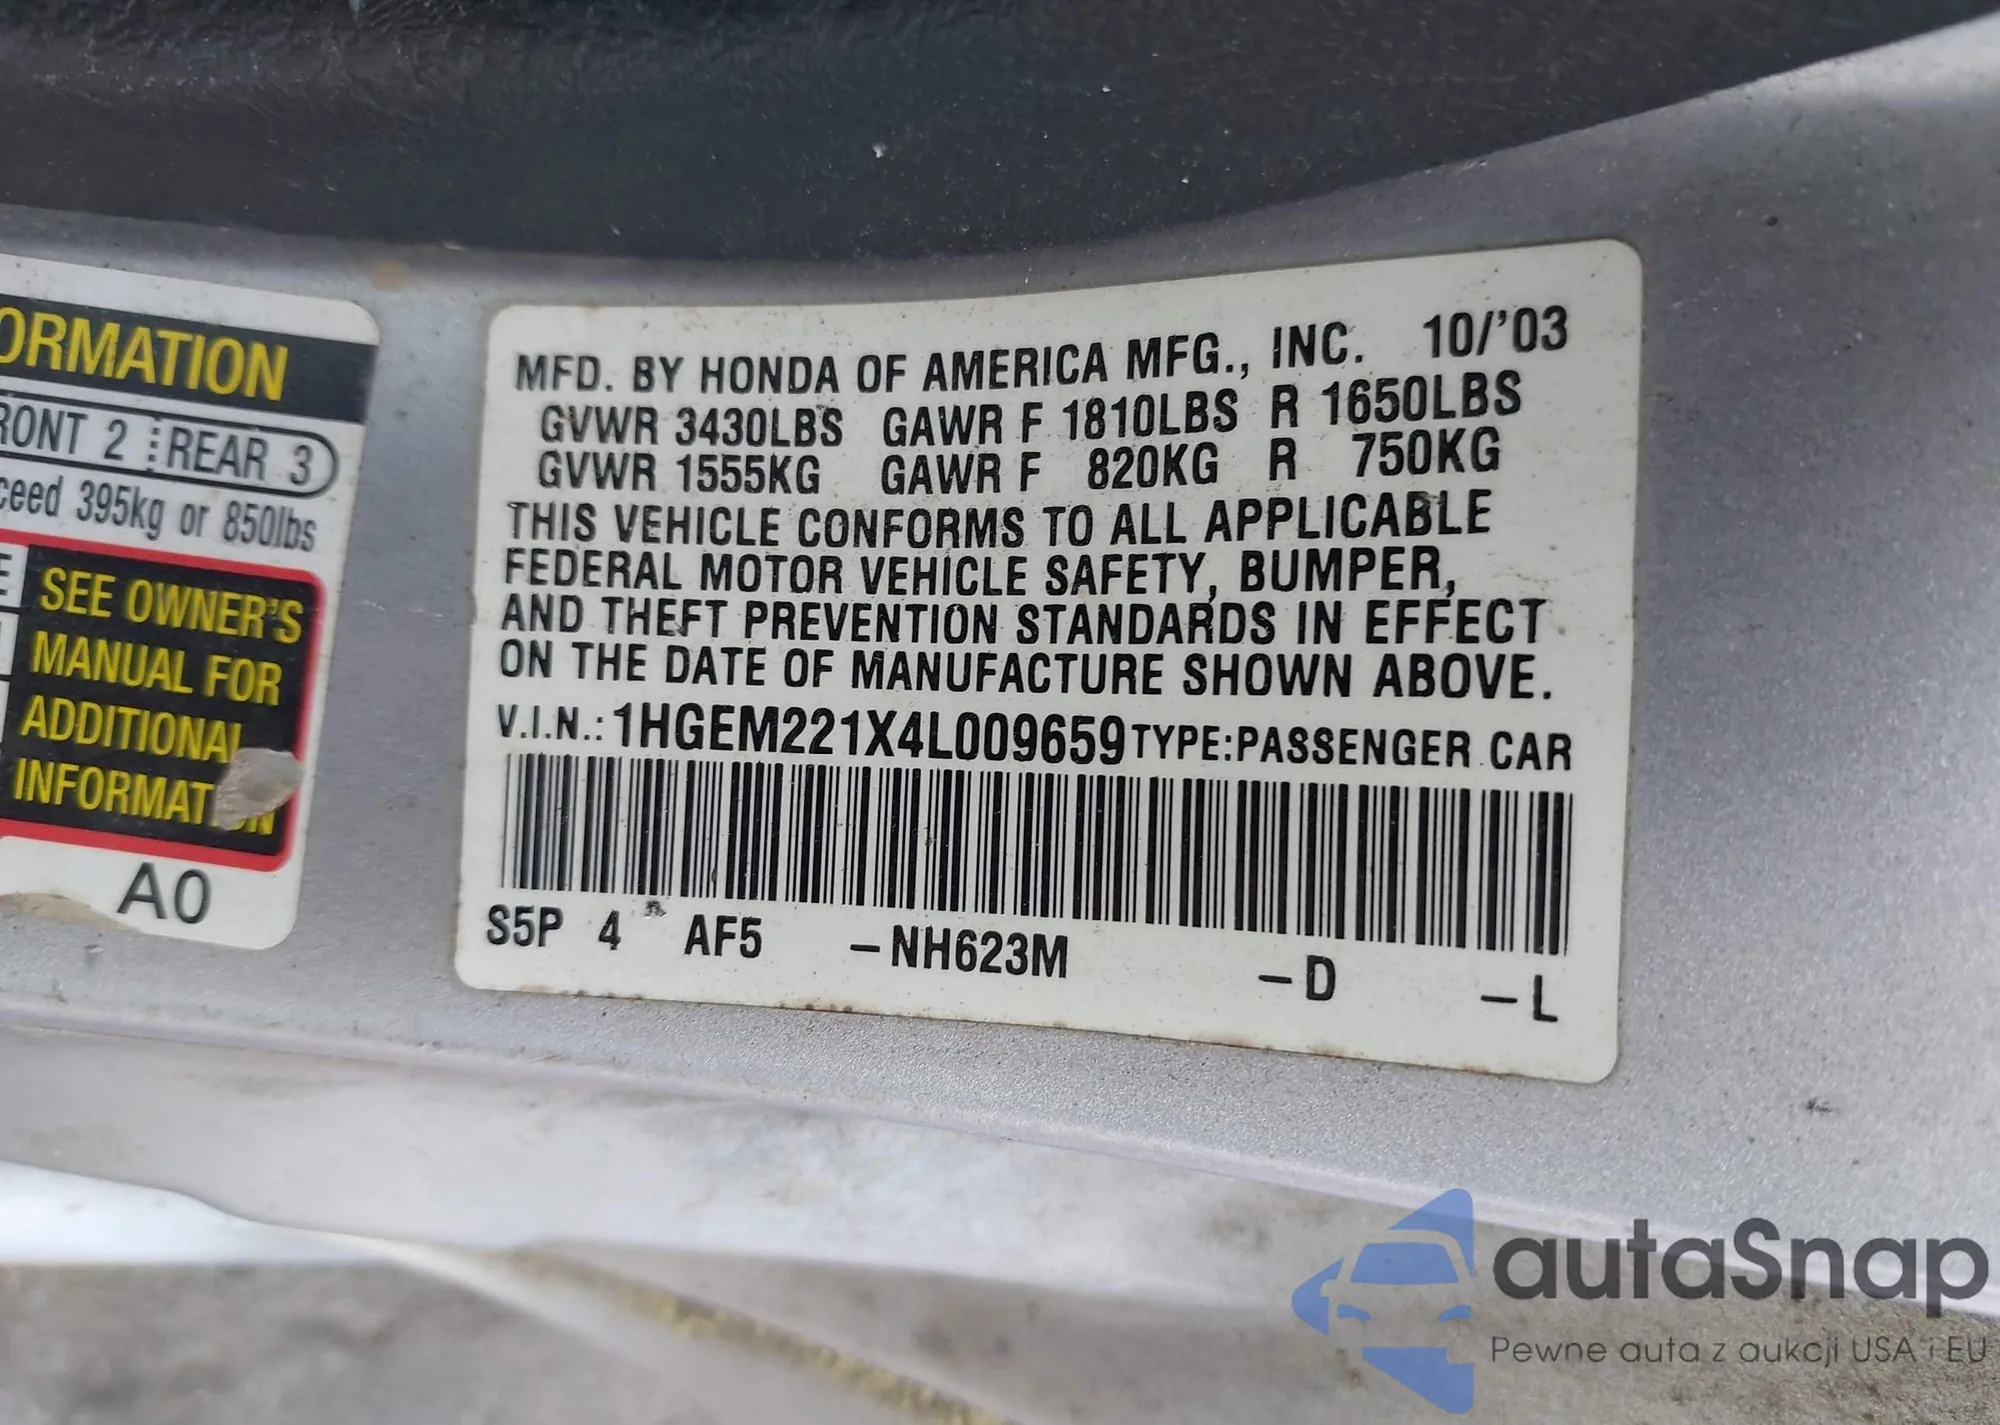 ORMATION
RONT 2 REAR 3
ceed 395kg or 850lbs
E
SEE OWNER'S
MANUAL FOR
ADDITIONAL
INFORMAT
A0
MFD. BY HONDA OF AMERICA MFG., INC. 10/'03
GVWR 3430LBS GAWR F 1810LBS R 1650LBS
GVWR 1555KG GAWR F 820KG R 750KG
THIS VEHICLE CONFORMS TO ALL APPLICABLE
FEDERAL MOTOR VEHICLE SAFETY, BUMPER,
AND THEFT PREVENTION STANDARDS IN EFFECT
ON THE DATE OF MANUFACTURE SHOWN ABOVE.
V.I.N.: 1HGEM221X4L009659 TYPE:PASSENGER CAR
S5P 4 AF5 –NH623M –D –L
autaSnap
Pewne auta z aukcji USA i EU